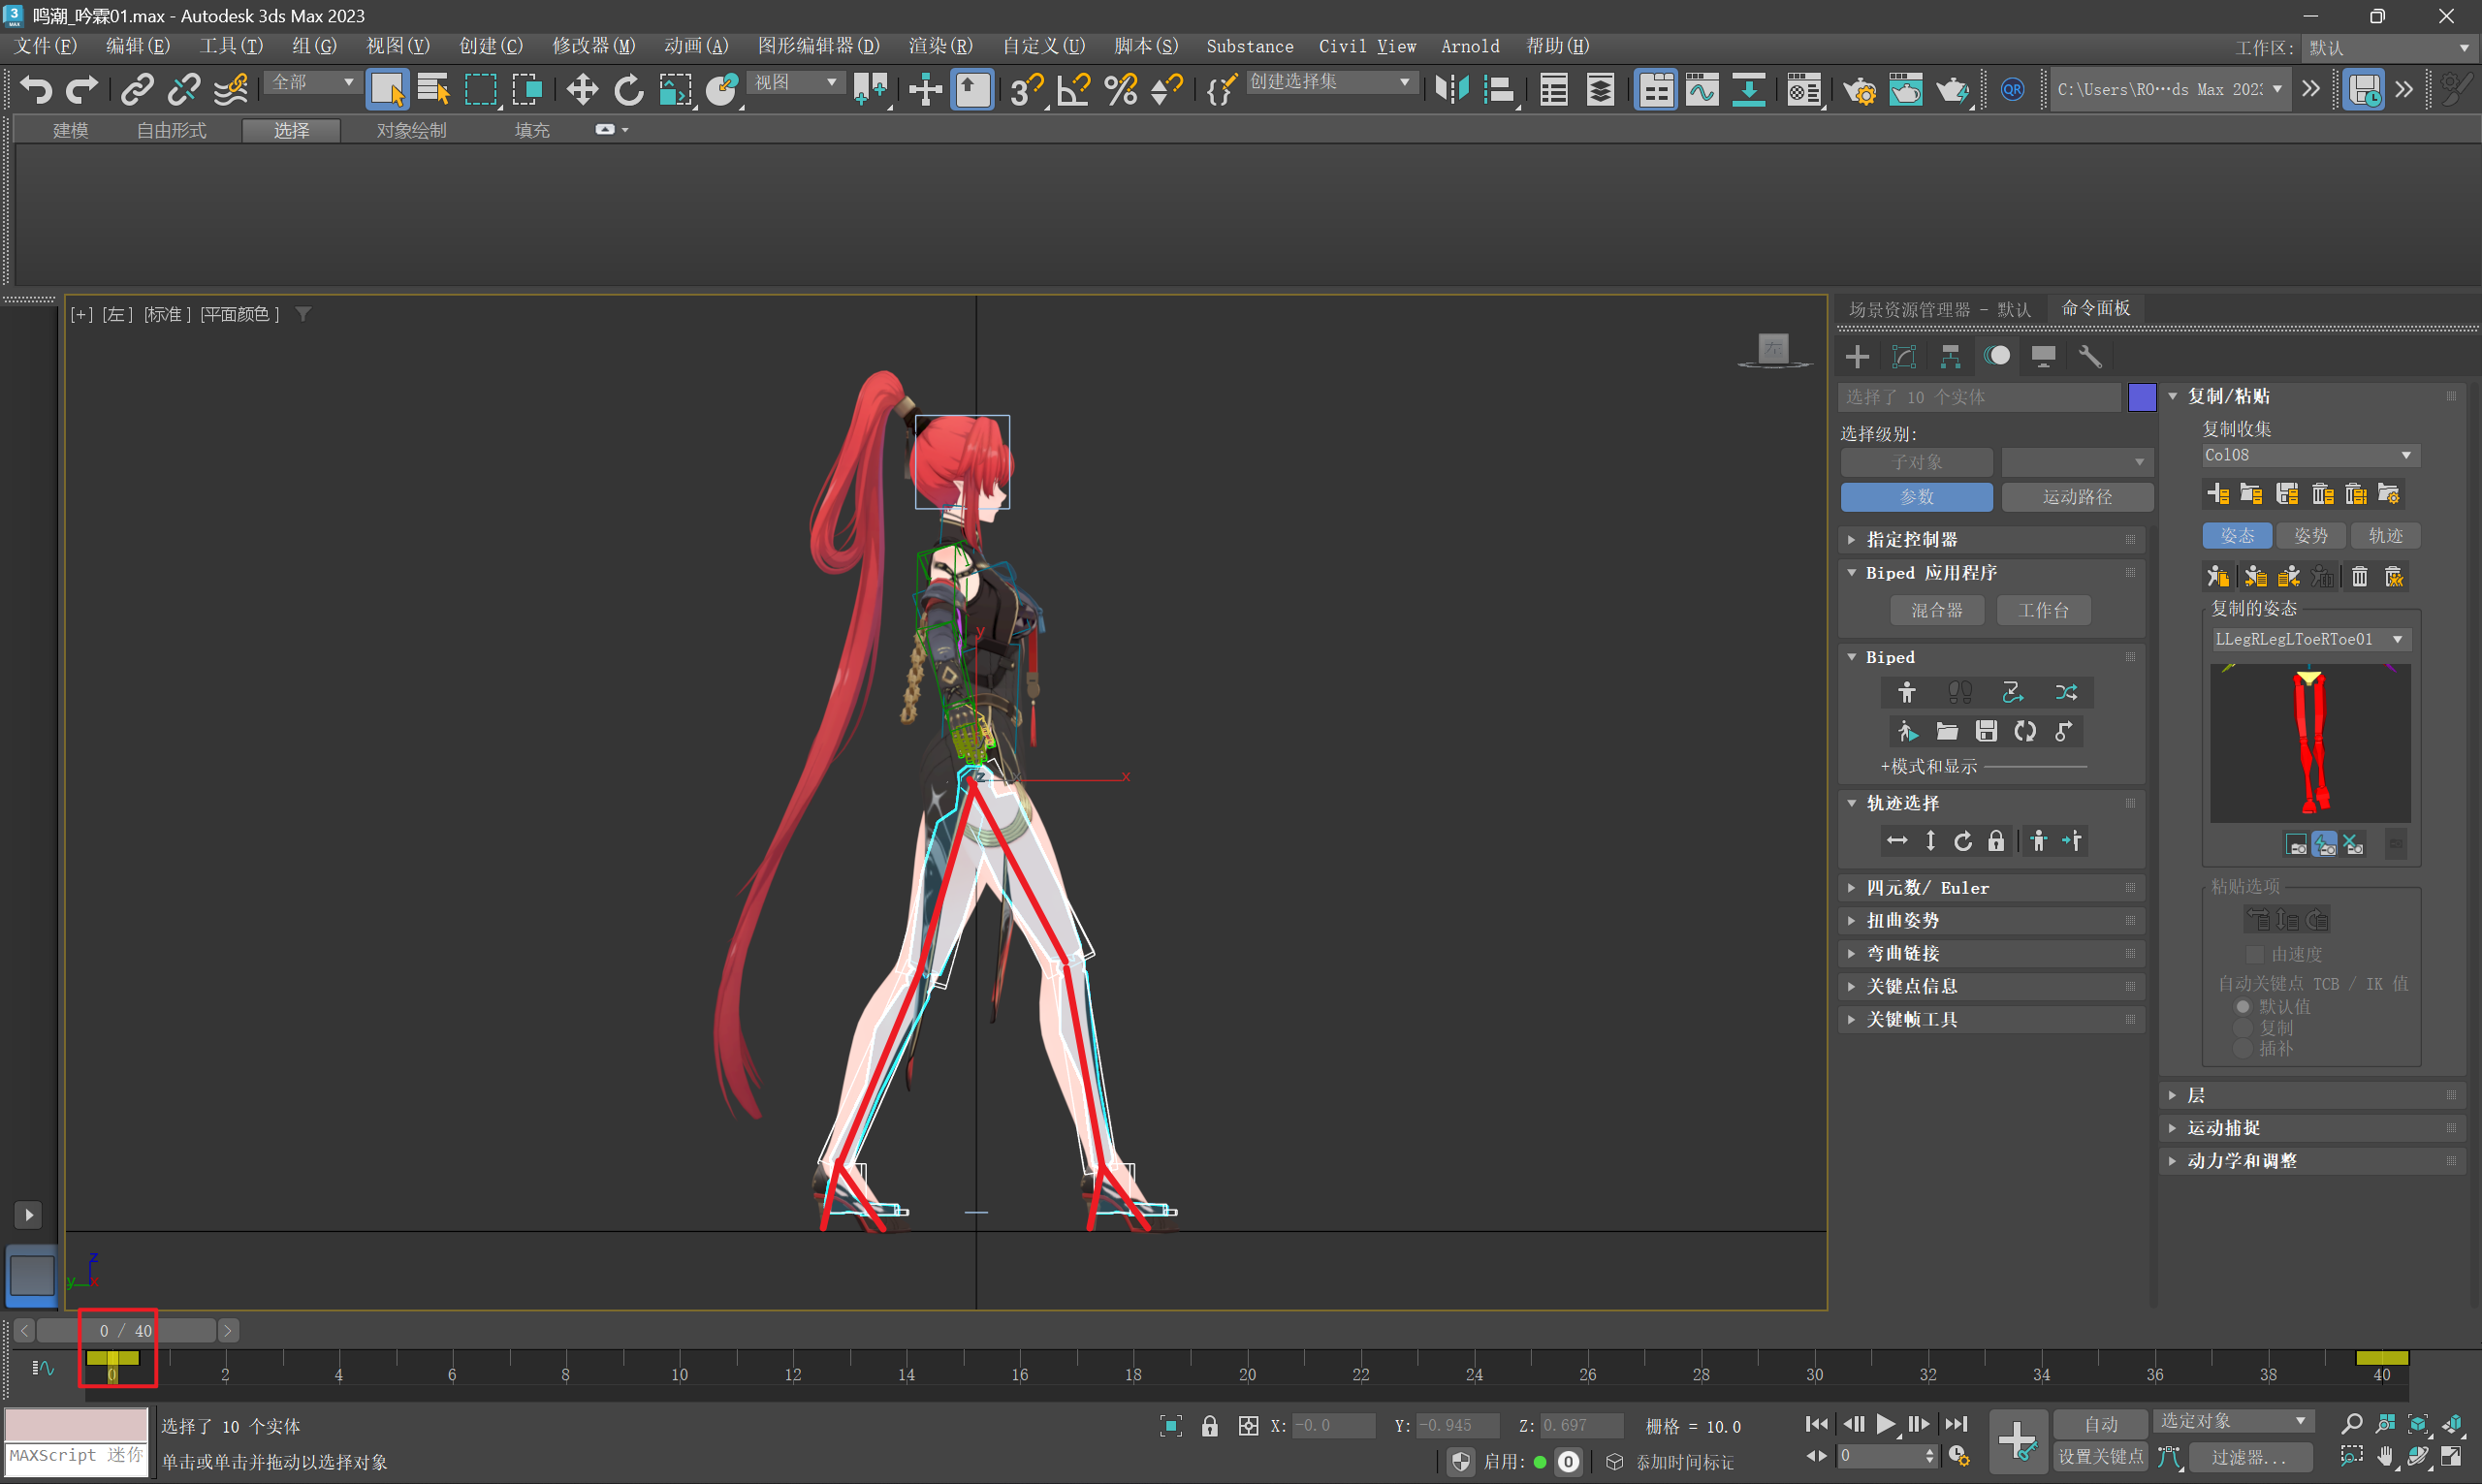 鸣潮_吟霖01.max - Autodesk 3ds Max 2023
文件(F) 编辑(E) 工具(T) 组(G) 视图(V) 创建(C) 修改器(M) 动画(A) 图形编辑器(D) 渲染(R) 自定义(U) 脚本(S) Substance Civil View Arnold 帮助(H) 工作区: 默认
全部 视图 创建选择集 C:\Users\RO…ds Max 202
建模 自由形式 选择 对象绘制 填充
[+] [左] [标准] [平面颜色]
左
场景资源管理器 - 默认 命令面板
选择了 10 个实体
选择级别:
子对象
参数 运动路径
指定控制器
Biped 应用程序
混合器 工作台
Biped
+模式和显示
轨迹选择
四元数/ Euler
扭曲姿势
弯曲链接
关键点信息
关键帧工具
复制/粘贴
复制收集
Col08
姿态 姿势 轨迹
复制的姿态
LLegRLegLToeRToe01
粘贴选项
由速度
自动关键点 TCB / IK 值
默认值
复制
插补
层
运动捕捉
动力学和调整
y
z x
z
y x
0 / 40
0 2 4 6 8 10 12 14 16 18 20 22 24 26 28 30 32 34 36 38 40
选择了 10 个实体 X: -0.0 Y: -0.945 Z: 0.697 栅格 = 10.0 自动 选定对象
MAXScript 迷你 单击或单击并拖动以选择对象 启用: 0 添加时间标记 0 设置关键点 过滤器...